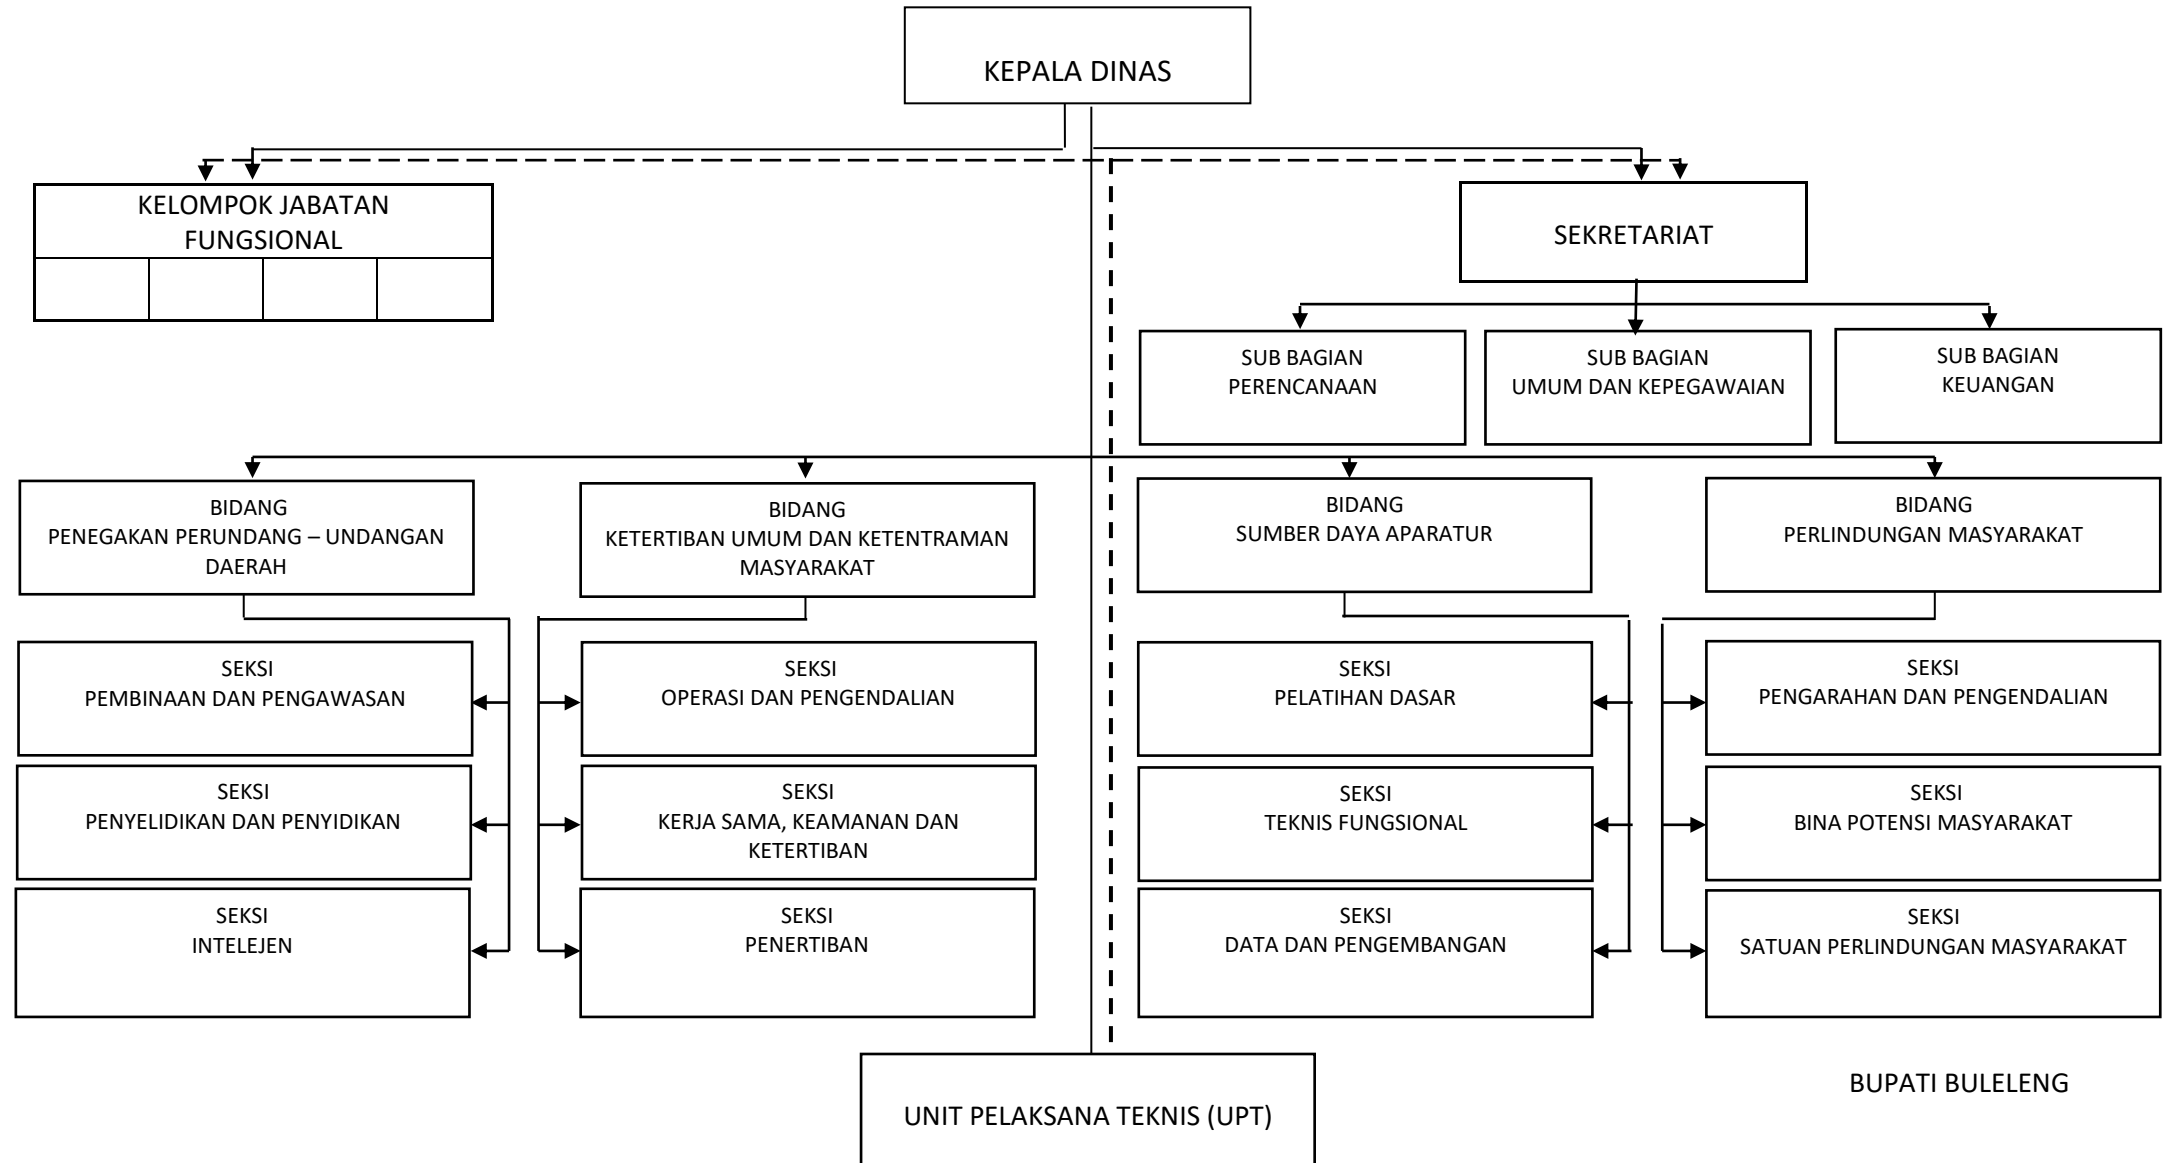 KEPALA DINAS
KELOMPOK JABATAN
FUNGSIONAL
SEKRETARIAT
SUB BAGIAN
PERENCANAAN
SUB BAGIAN
UMUM DAN KEPEGAWAIAN
SUB BAGIAN
KEUANGAN
BIDANG
PENEGAKAN PERUNDANG – UNDANGAN
DAERAH
BIDANG
KETERTIBAN UMUM DAN KETENTRAMAN
MASYARAKAT
BIDANG
SUMBER DAYA APARATUR
BIDANG
PERLINDUNGAN MASYARAKAT
SEKSI
PEMBINAAN DAN PENGAWASAN
SEKSI
OPERASI DAN PENGENDALIAN
SEKSI
PELATIHAN DASAR
SEKSI
PENGARAHAN DAN PENGENDALIAN
SEKSI
PENYELIDIKAN DAN PENYIDIKAN
SEKSI
KERJA SAMA, KEAMANAN DAN
KETERTIBAN
SEKSI
TEKNIS FUNGSIONAL
SEKSI
BINA POTENSI MASYARAKAT
SEKSI
INTELEJEN
SEKSI
PENERTIBAN
SEKSI
DATA DAN PENGEMBANGAN
SEKSI
SATUAN PERLINDUNGAN MASYARAKAT
UNIT PELAKSANA TEKNIS (UPT)
BUPATI BULELENG